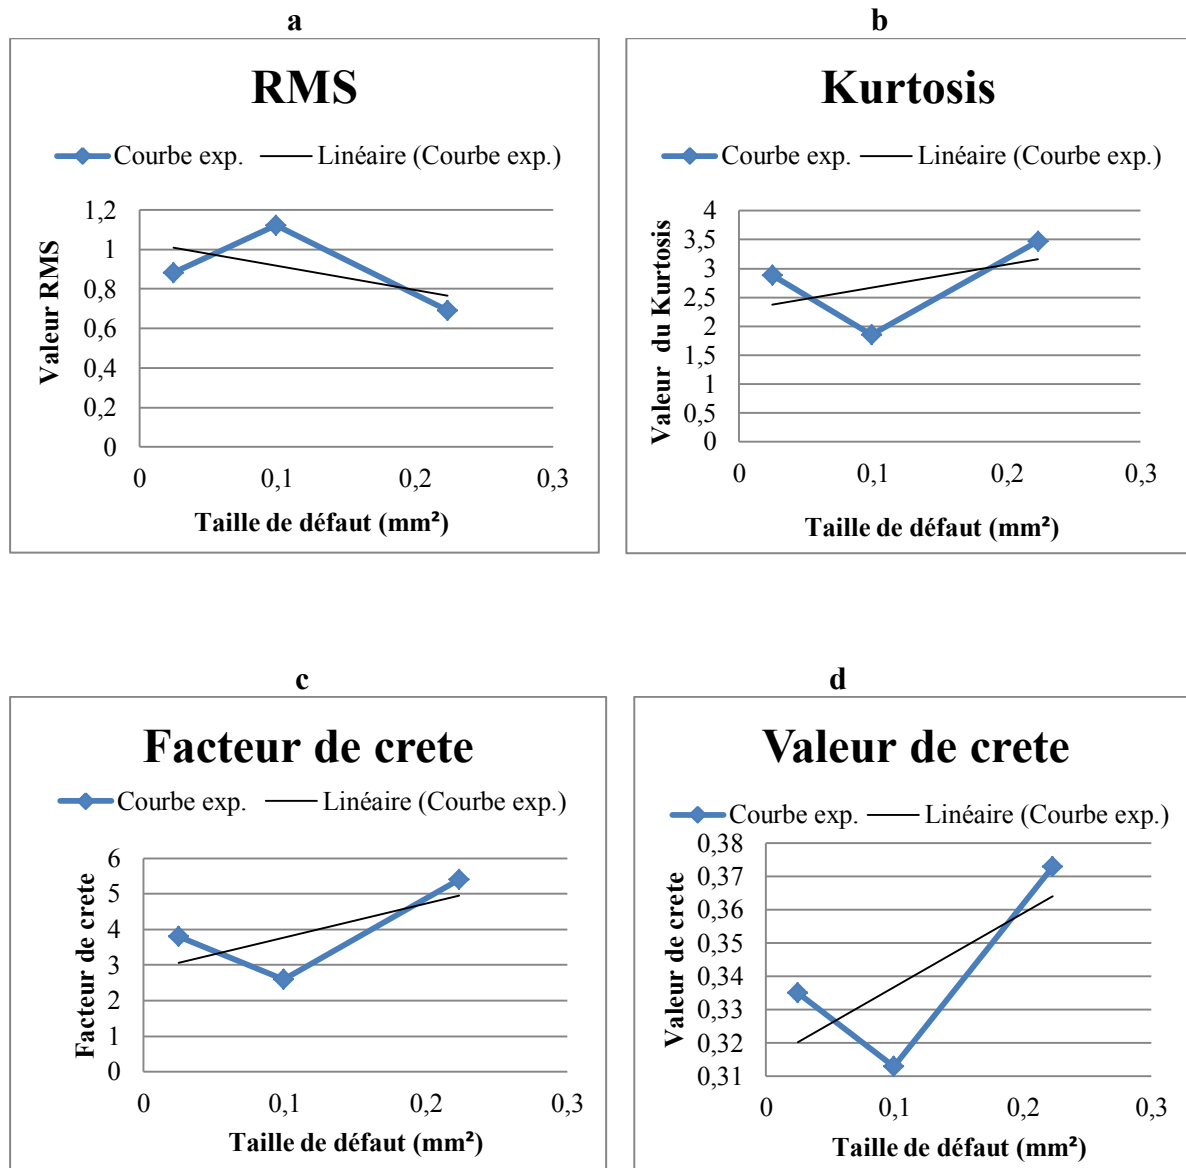 a
RMS
Courbe exp. Linéaire (Courbe exp.)
Valeur RMS
1,2
1
0,8
0,6
0,4
0,2
0
0 0,1 0,2 0,3
Taille de défaut (mm²)
b
Kurtosis
Courbe exp. Linéaire (Courbe exp.)
Valeur du Kurtosis
4
3,5
3
2,5
2
1,5
1
0,5
0
0 0,1 0,2 0,3
Taille de défaut (mm²)
c
Facteur de crete
Courbe exp. Linéaire (Courbe exp.)
Facteur de crete
6
5
4
3
2
1
0
0 0,1 0,2 0,3
Taille de défaut (mm²)
d
Valeur de crete
Courbe exp. Linéaire (Courbe exp.)
Valeur de crete
0,38
0,37
0,36
0,35
0,34
0,33
0,32
0,31
0 0,1 0,2 0,3
Taille de défaut (mm²)